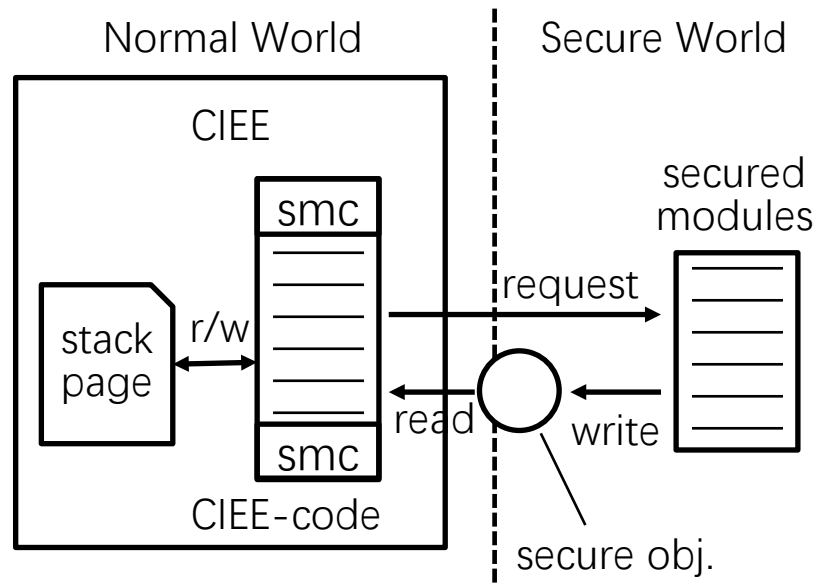 Normal World
Secure World
CIEE
smc
secured
modules
request
r/w
stack
page
read
write
smc
CIEE-code
secure obj.